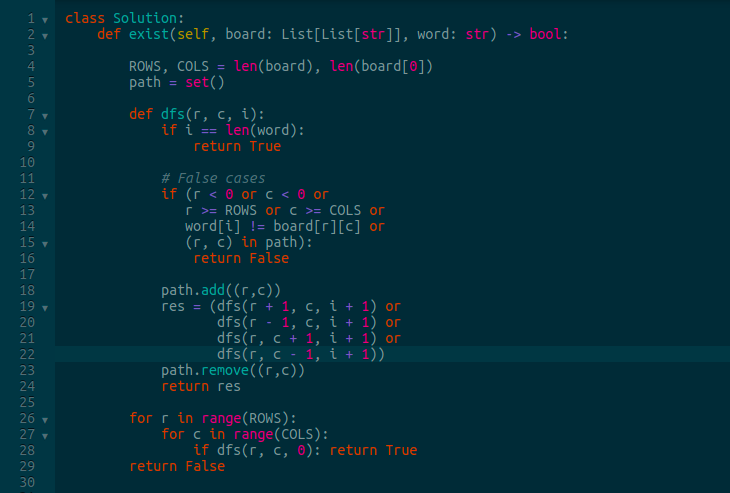 1 class Solution:
2     def exist(self, board: List[List[str]], word: str) -> bool:
3
4         ROWS, COLS = len(board), len(board[0])
5         path = set()
6
7         def dfs(r, c, i):
8             if i == len(word):
9                 return True
10
11             # False cases
12             if (r < 0 or c < 0 or
13                r >= ROWS or c >= COLS or
14                word[i] != board[r][c] or
15                (r, c) in path):
16                 return False
17
18             path.add((r,c))
19             res = (dfs(r + 1, c, i + 1) or
20                    dfs(r - 1, c, i + 1) or
21                    dfs(r, c + 1, i + 1) or
22                    dfs(r, c - 1, i + 1))
23             path.remove((r,c))
24             return res
25
26         for r in range(ROWS):
27             for c in range(COLS):
28                 if dfs(r, c, 0): return True
29         return False
30